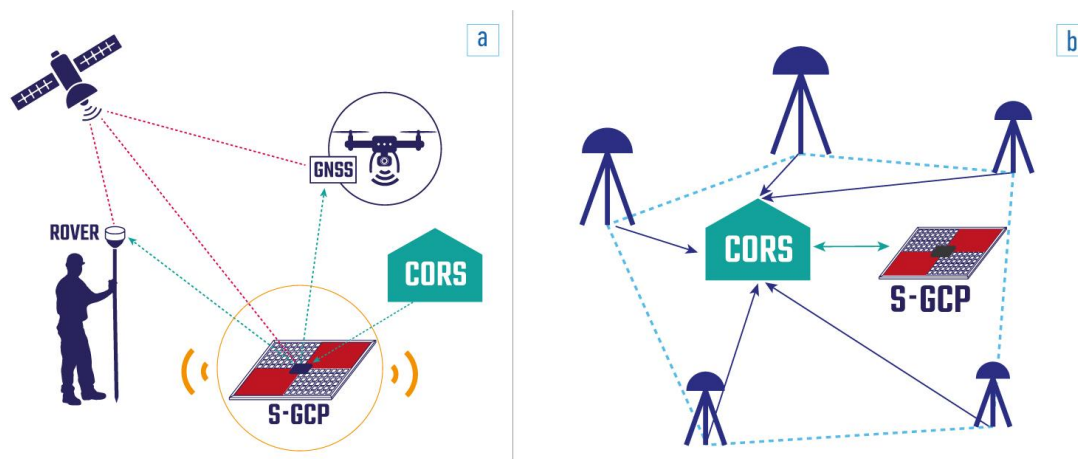 a
GNSS
ROVER
CORS
S-GCP
b
CORS
S-GCP